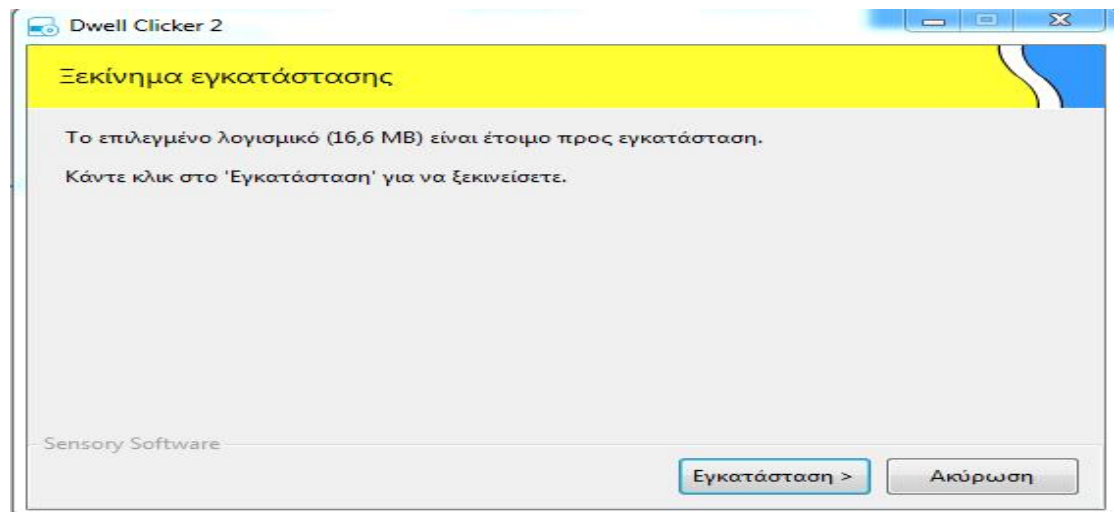 Dwell Clicker 2
Ξεκίνημα εγκατάστασης
Το επιλεγμένο λογισμικό (16,6 MB) είναι έτοιμο προς εγκατάσταση.
Κάντε κλικ στο 'Εγκατάσταση' για να ξεκινείσετε.
Sensory Software
Εγκατάσταση >
Ακύρωση